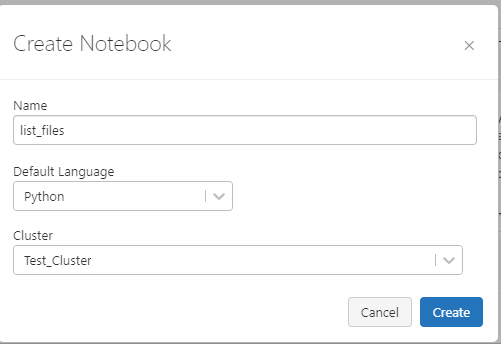 Create Notebook
×
Name
list_files
Default Language
Python
Cluster
Test_Cluster
Cancel Create